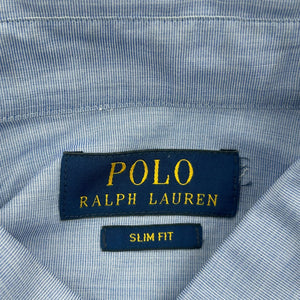 POLO
RALPH LAUREN
SLIM FIT